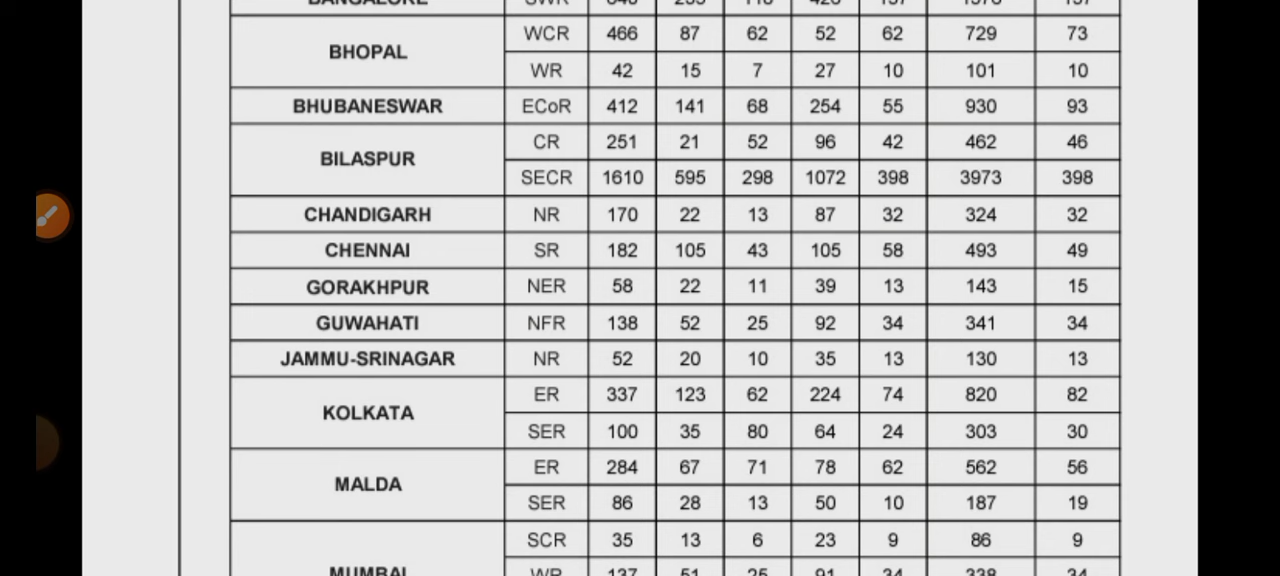 BANGALORE SWR
BHOPAL WCR 466 87 62 52 62 729 73
WR 42 15 7 27 10 101 10
BHUBANESWAR ECoR 412 141 68 254 55 930 93
BILASPUR CR 251 21 52 96 42 462 46
SECR 1610 595 298 1072 398 3973 398
CHANDIGARH NR 170 22 13 87 32 324 32
CHENNAI SR 182 105 43 105 58 493 49
GORAKHPUR NER 58 22 11 39 13 143 15
GUWAHATI NFR 138 52 25 92 34 341 34
JAMMU-SRINAGAR NR 52 20 10 35 13 130 13
KOLKATA ER 337 123 62 224 74 820 82
SER 100 35 80 64 24 303 30
MALDA ER 284 67 71 78 62 562 56
SER 86 28 13 50 10 187 19
MUMBAI SCR 35 13 6 23 9 86 9
WR 137 51 25 91 34 338 34